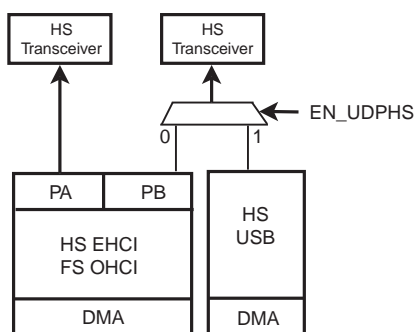 HS
Transceiver
HS
Transceiver
EN_UDPHS
0
1
PA
PB
HS EHCI
FS OHCI
HS
USB
DMA
DMA